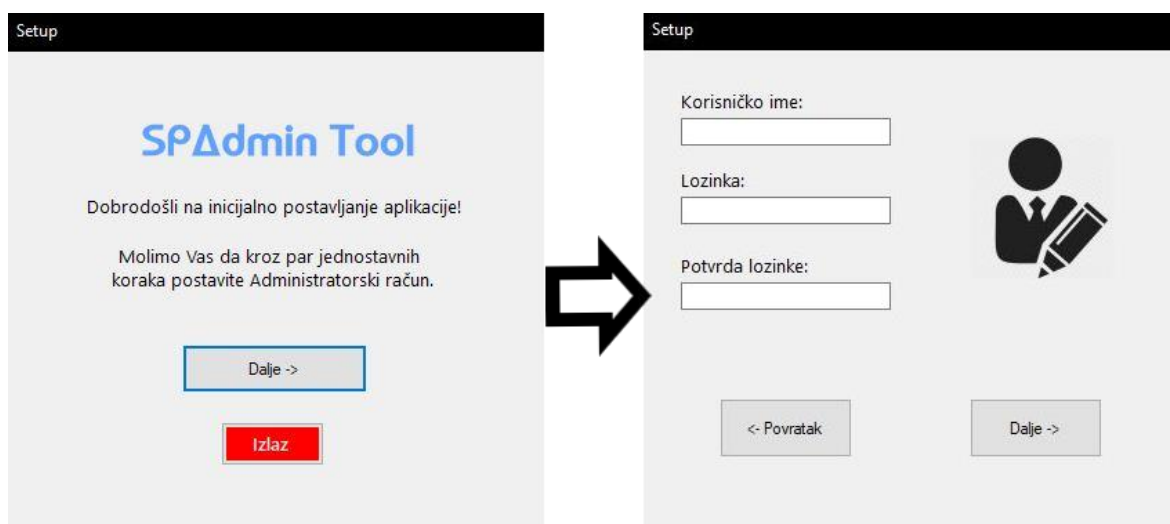 Setup
SPAdmin Tool
Dobrodošli na inicijalno postavljanje aplikacije!
Molimo Vas da kroz par jednostavnih
koraka postavite Administratorski račun.
Dalje ->
Izlaz
Setup
Korisničko ime:
Lozinka:
Potvrda lozinke:
<- Povratak
Dalje ->